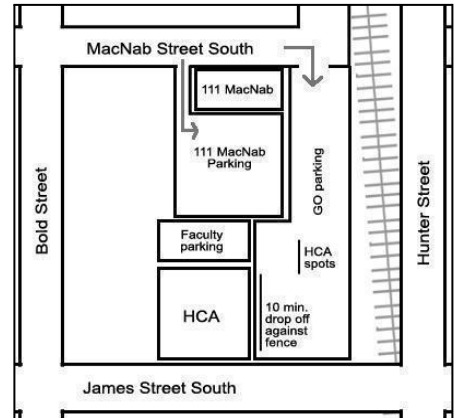 MacNab Street South
111 MacNab
111 MacNab
Parking
GO parking
Bold Street
Hunter Street
Faculty
parking
HCA
spots
HCA
10 min.
drop off
against
fence
James Street South